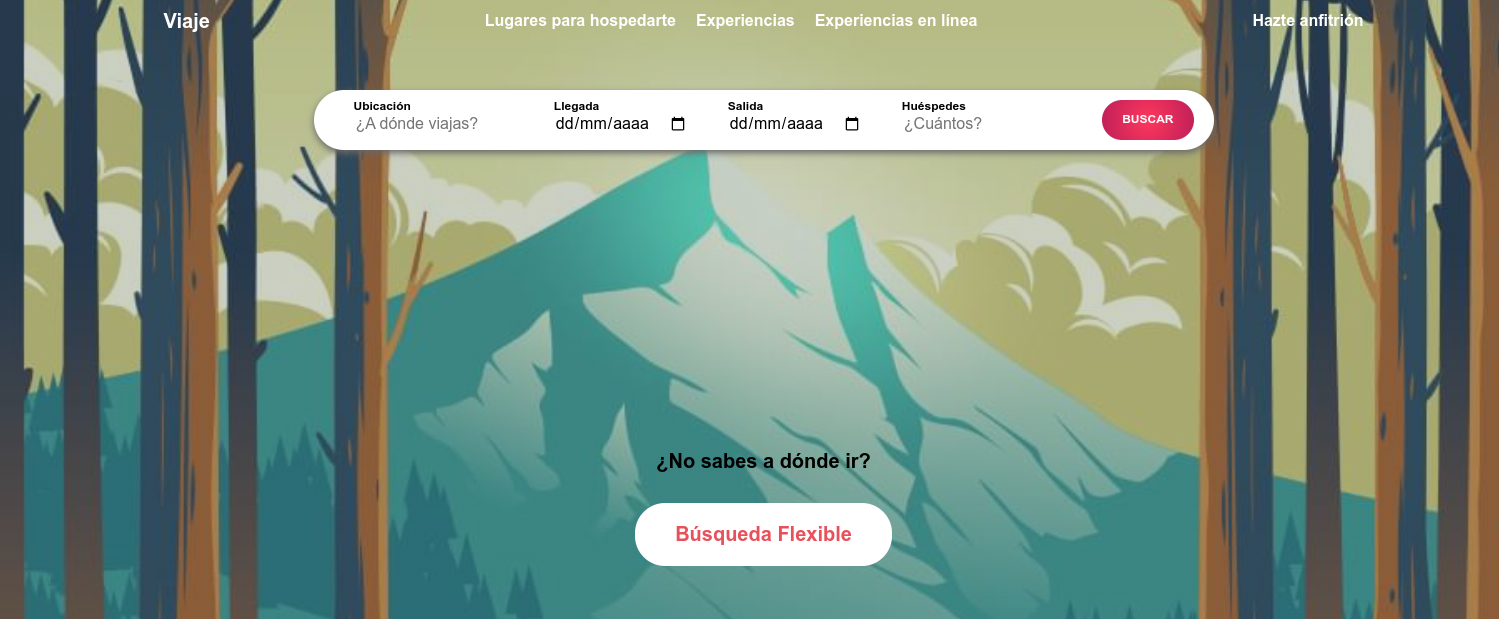 Viaje Lugares para hospedarte Experiencias Experiencias en línea Hazte anfitrión
Ubicación Llegada Salida Huéspedes
¿A dónde viajas? dd/mm/aaaa dd/mm/aaaa ¿Cuántos? BUSCAR
¿No sabes a dónde ir?
Búsqueda Flexible